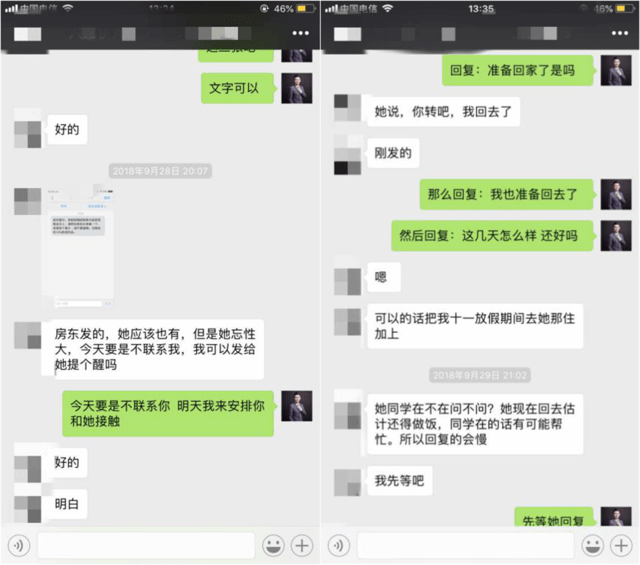 中国电信
13:34
46%
文字可以
好的
2018年9月28日 20:07
房东发的，她应该也有，但是她忘性
大，今天要是不联系我，我可以发给
她提个醒吗
今天要是不联系你 明天我来安排你
和她接触
好的
明白
中国电信
13:35
46%
回复：准备回家了是吗
她说，你转吧，我回去了
刚发的
那么回复：我也准备回去了
然后回复：这几天怎么样 还好吗
嗯
可以的话把我十一放假期间去她那住
加上
2018年9月29日 21:02
她同学在不在问不问？她现在回去估
计还得做饭，同学在的话有可能帮
忙。所以回复的会慢
我先等吧
先等她回复